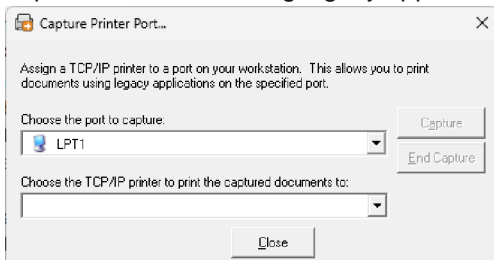 Capture Printer Port...
Assign a TCP/IP printer to a port on your workstation. This allows you to print
documents using legacy applications on the specified port.
Choose the port to capture:
Capture
LPT1
End Capture
Choose the TCP/IP printer to print the captured documents to:
Close